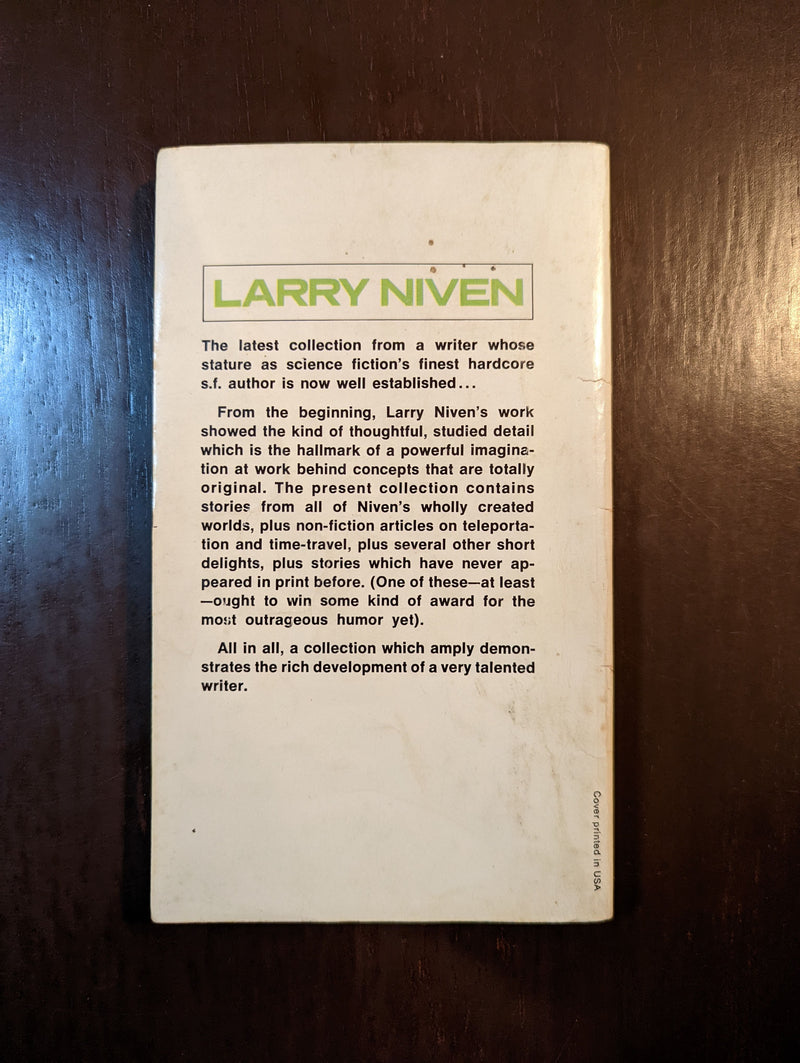 LARRY NIVEN
The latest collection from a writer whose
stature as science fiction's finest hardcore
s.f. author is now well established...
From the beginning, Larry Niven's work
showed the kind of thoughtful, studied detail
which is the hallmark of a powerful imagina-
tion at work behind concepts that are totally
original. The present collection contains
stories from all of Niven's wholly created
worlds, plus non-fiction articles on teleporta-
tion and time-travel, plus several other short
delights, plus stories which have never ap-
peared in print before. (One of these—at least
—ought to win some kind of award for the
most outrageous humor yet).
All in all, a collection which amply demon-
strates the rich development of a very talented
writer.
Cover printed in USA